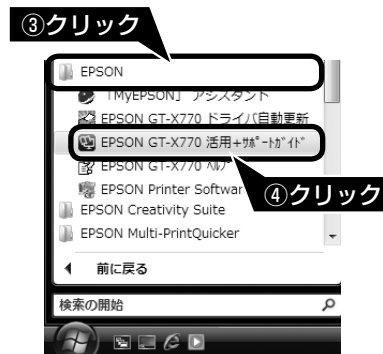 ③クリック
EPSON
「MyEPSON」 アシスタント
EPSON GT-X770 ドライバ自動更新
EPSON GT-X770 活用+ｻﾎﾟｰﾄｶﾞｲﾄﾞ
EPSON GT-X770 ﾍﾙﾌﾟ
EPSON Printer Softwar
④クリック
EPSON Creativity Suite
EPSON Multi-PrintQuicker
前に戻る
検索の開始